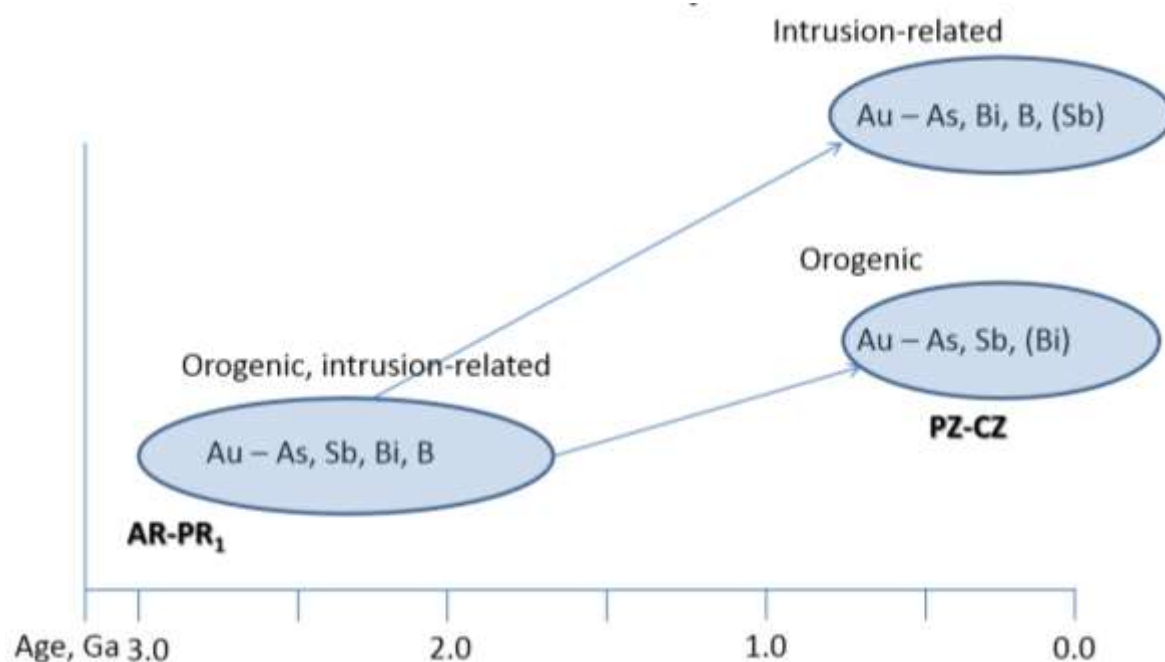 Intrusion-related
Au – As, Bi, B, (Sb)
Orogenic
Au – As, Sb, (Bi)
PZ-CZ
Orogenic, intrusion-related
Au – As, Sb, Bi, B
AR-PR₁
Age, Ga 3.0 2.0 1.0 0.0